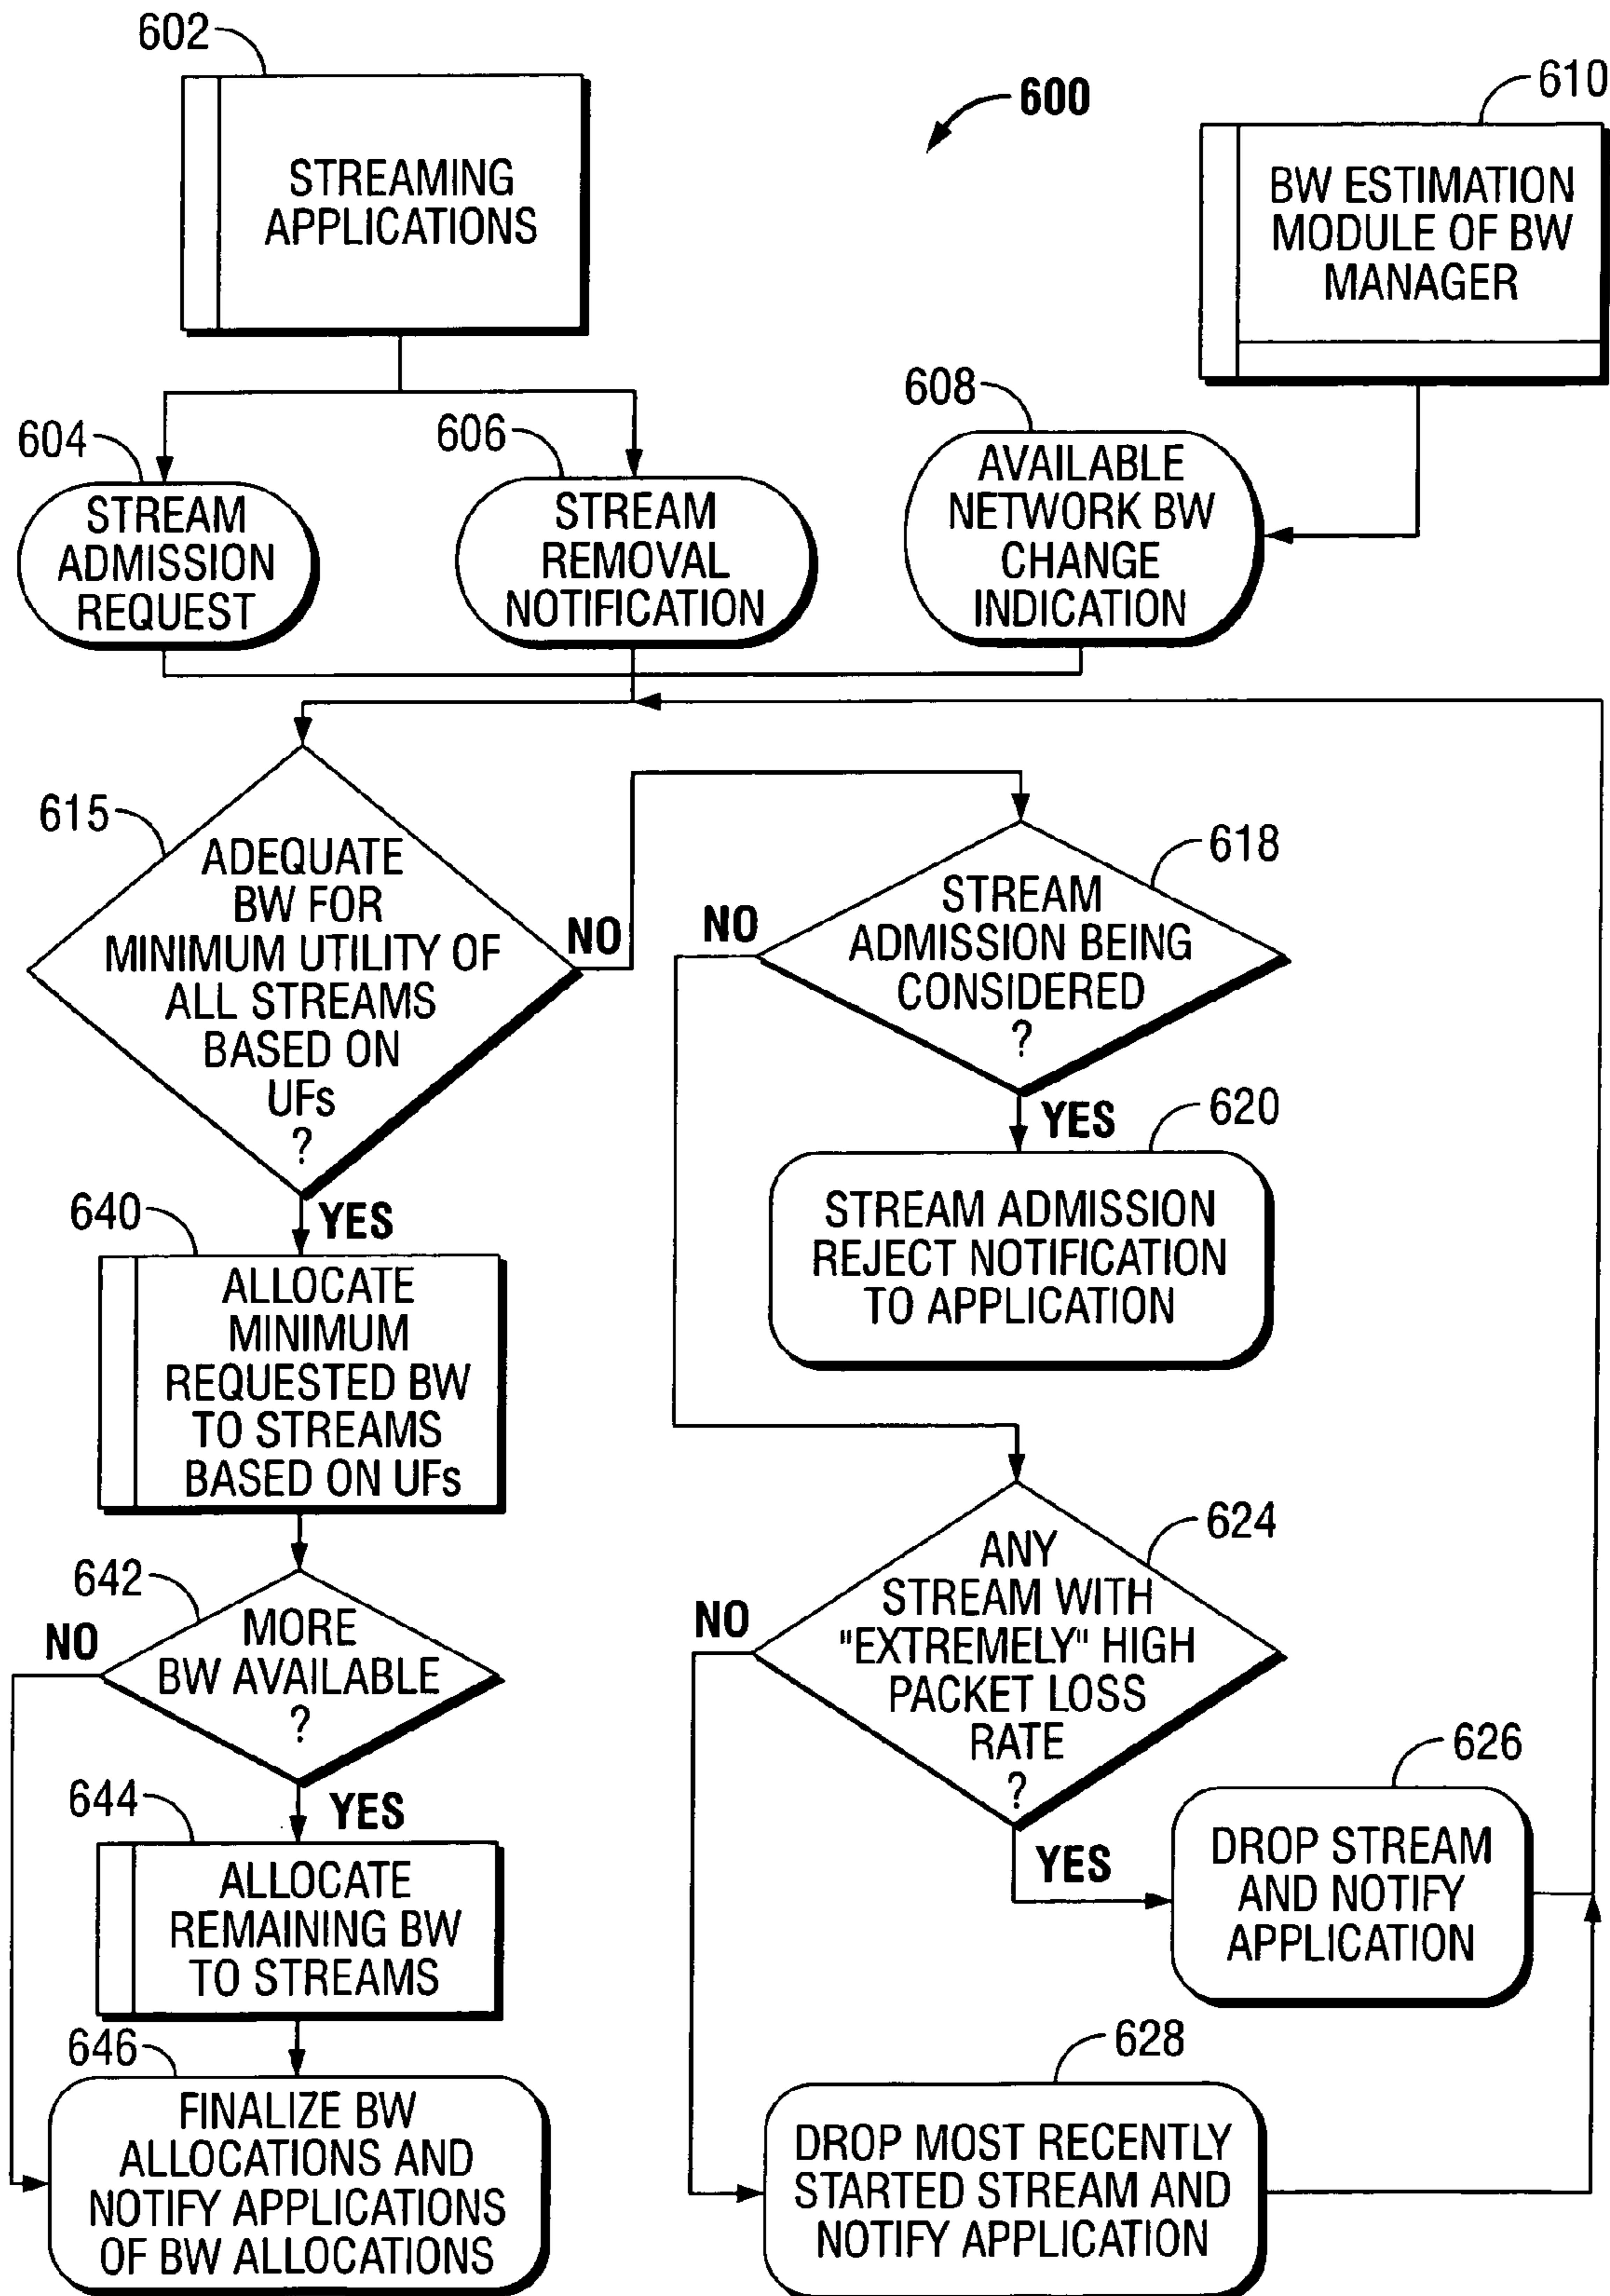 602
600
610
STREAMING
APPLICATIONS
BW ESTIMATION
MODULE OF BW
MANAGER
604
606
608
STREAM
ADMISSION
REQUEST
STREAM
REMOVAL
NOTIFICATION
AVAILABLE
NETWORK BW
CHANGE
INDICATION
615
ADEQUATE
BW FOR
MINIMUM UTILITY OF
ALL STREAMS
BASED ON
UFs
?
NO
YES
618
STREAM
ADMISSION BEING
CONSIDERED
?
NO
YES
620
STREAM ADMISSION
REJECT NOTIFICATION
TO APPLICATION
640
ALLOCATE
MINIMUM
REQUESTED BW
TO STREAMS
BASED ON UFs
624
ANY
STREAM WITH
"EXTREMELY" HIGH
PACKET LOSS
RATE
?
NO
YES
642
MORE
BW AVAILABLE
?
NO
YES
626
DROP STREAM
AND NOTIFY
APPLICATION
644
ALLOCATE
REMAINING BW
TO STREAMS
646
FINALIZE BW
ALLOCATIONS AND
NOTIFY APPLICATIONS
OF BW ALLOCATIONS
628
DROP MOST RECENTLY
STARTED STREAM AND
NOTIFY APPLICATION